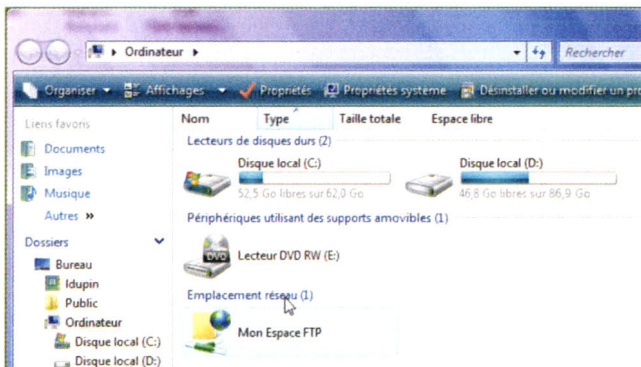 Ordinateur
Rechercher
Organiser Affichages Propriétés Propriétés système Désinstaller ou modifier un pro
Liens favoris
Documents
Images
Musique
Autres »
Dossiers
Bureau
ldupin
Public
Ordinateur
Disque local (C:)
Disque local (D:)
Nom Type Taille totale Espace libre
Lecteurs de disques durs (2)
Disque local (C:) Disque local (D:)
52,5 Go libres sur 62,0 Go 46,8 Go libres sur 86,9 Go
Périphériques utilisant des supports amovibles (1)
DVD
Lecteur DVD RW (E:)
Emplacement réseau (1)
Mon Espace FTP